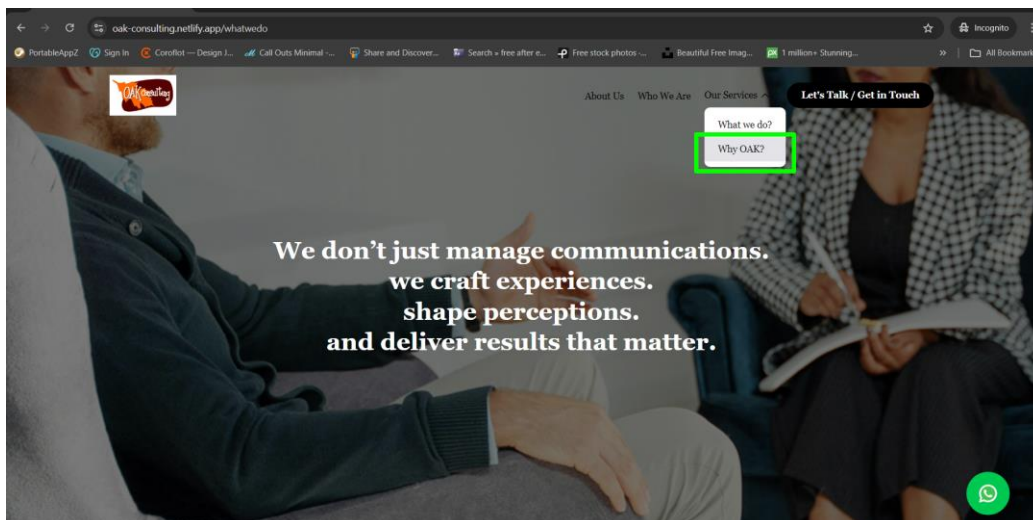 oak-consulting.netlify.app/whatwedo
Incognito
PortableAppZ
Sign In
Coroflot — Design J...
Call Outs Minimal -...
Share and Discover...
Search « free after e...
Free stock photos -...
Beautiful Free Imag...
1 million+ Stunning...
»
All Bookmark
OAK Consulting
About Us
Who We Are
Our Services
Let's Talk / Get in Touch
What we do?
Why OAK?
We don't just manage communications.
we craft experiences.
shape perceptions.
and deliver results that matter.